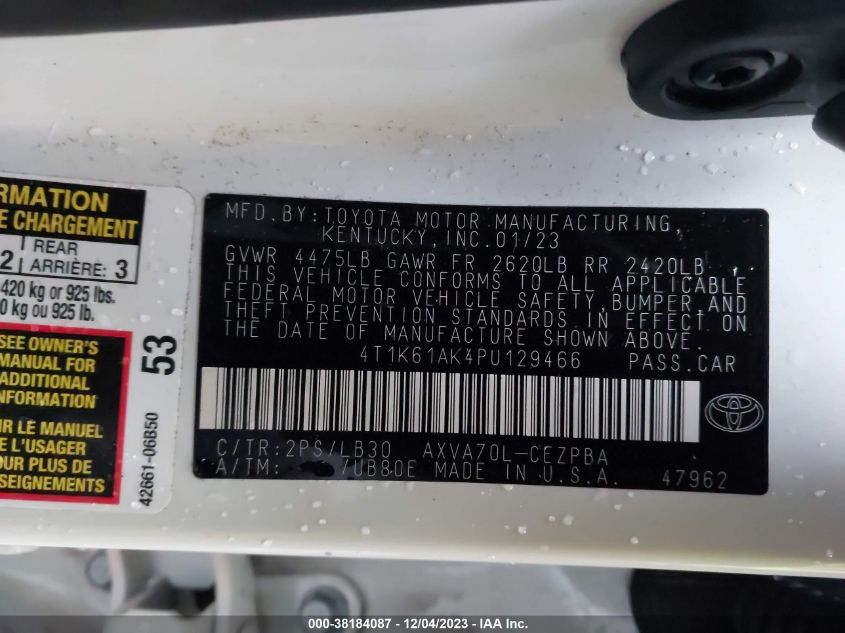 RMATION
E CHARGEMENT
2 REAR
ARRIÈRE: 3
420 kg or 925 lbs.
0 kg ou 925 lb.
SEE OWNER'S
MANUAL FOR
ADDITIONAL
INFORMATION
SUR LE MANUEL
E L'USAGER
OUR PLUS DE
SEIGNEMENTS
53
42661-06B50
MFD. BY: TOYOTA MOTOR MANUFACTURING,
KENTUCKY, INC. 01/23
GVWR 4475LB GAWR FR 2620LB RR 2420LB
THIS VEHICLE CONFORMS TO ALL APPLICABLE
FEDERAL MOTOR VEHICLE SAFETY, BUMPER AND
THEFT PREVENTION STANDARDS IN EFFECT ON
THE DATE OF MANUFACTURE SHOWN ABOVE.
4T1K61AK4PU129466 PASS.CAR
C/TR: 2PS/LB30 AXVA70L-CEZPBA
A/TM: /UB80E MADE IN U.S.A. 47962
000-38184087 - 12/04/2023 - IAA Inc.